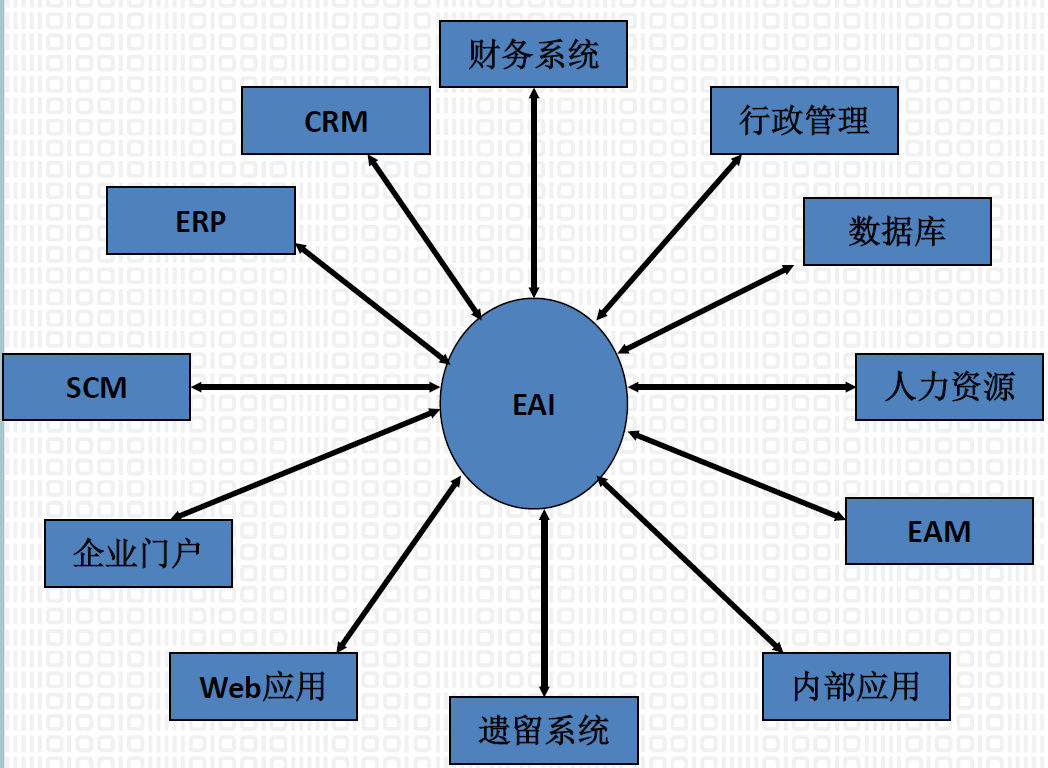 财务系统
CRM
行政管理
ERP
数据库
SCM
EAI
人力资源
企业门户
EAM
Web应用
内部应用
遗留系统